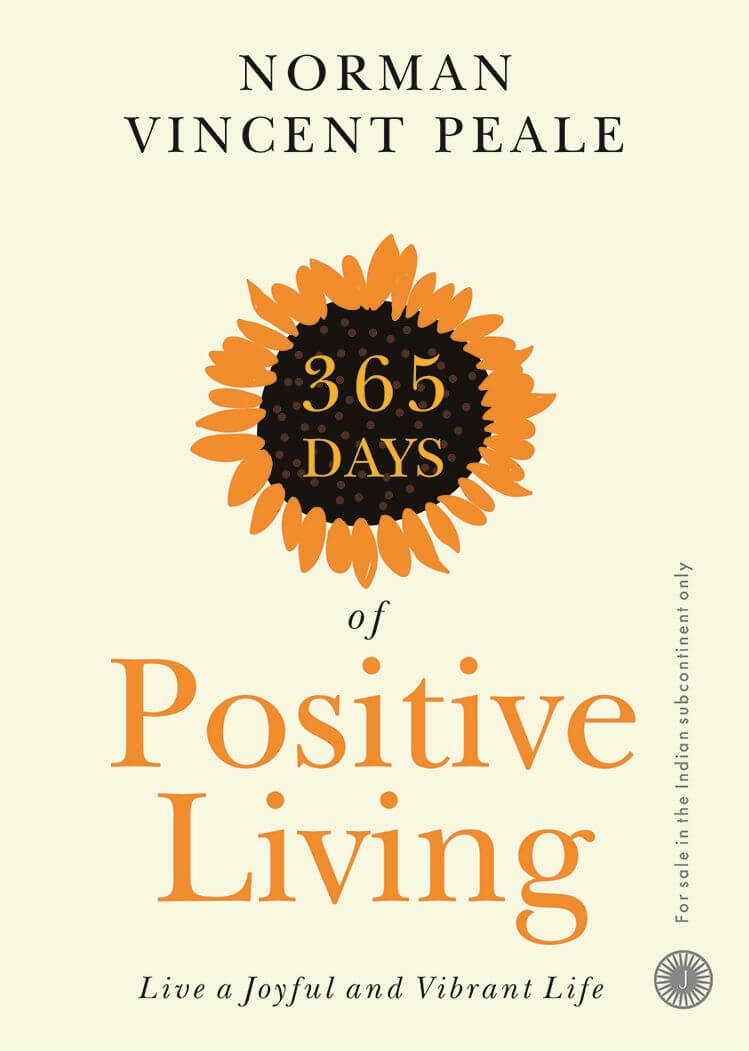 NORMAN
VINCENT PEALE
365
DAYS
of
Positive
Living
Live a Joyful and Vibrant Life
For sale in the Indian subcontinent only
J